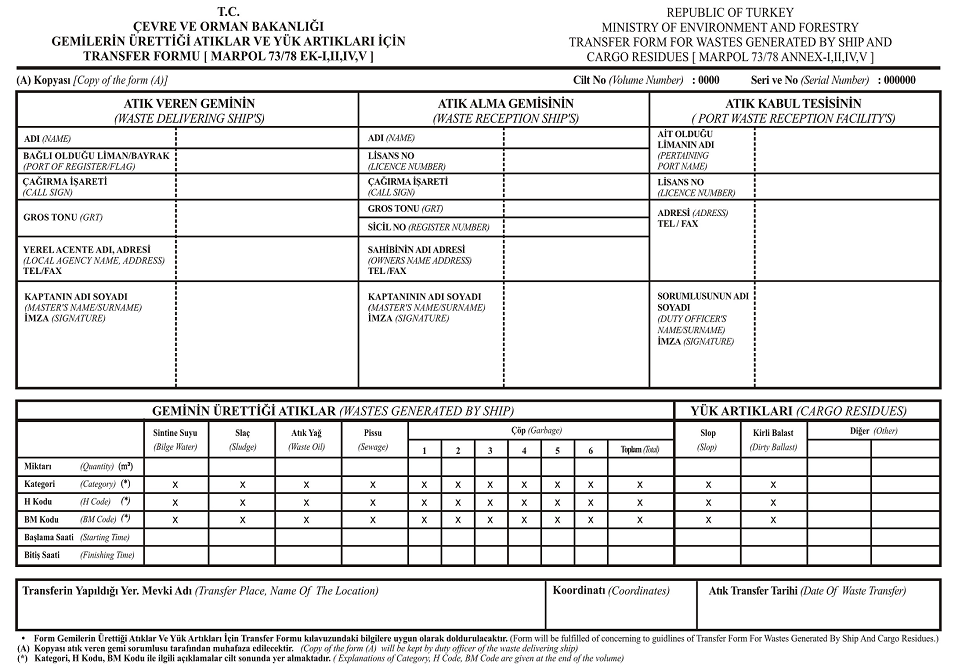 T.C.
ÇEVRE VE ORMAN BAKANLIĞI
GEMİLERİN ÜRETTİĞİ ATIKLAR VE YÜK ARTIKLARI İÇİN
TRANSFER FORMU [ MARPOL 73/78 EK-I,II,IV,V ]
REPUBLIC OF TURKEY
MINISTRY OF ENVIRONMENT AND FORESTRY
TRANSFER FORM FOR WASTES GENERATED BY SHIP AND
CARGO RESIDUES [ MARPOL 73/78 ANNEX-I,II,IV,V ]
(A) Kopyası [Copy of the form (A)]
Cilt No (Volume Number) : 0000 Seri ve No (Serial Number) : 000000
ATIK VEREN GEMİNİN
(WASTE DELIVERING SHIP'S)
ADI (NAME)
BAĞLI OLDUĞU LİMAN/BAYRAK
(PORT OF REGISTER/FLAG)
ÇAĞIRMA İŞARETİ
(CALL SIGN)
GROS TONU (GRT)
YEREL ACENTE ADI, ADRESİ
(LOCAL AGENCY NAME, ADDRESS)
TEL/FAX
KAPTANIN ADI SOYADI
(MASTER'S NAME/SURNAME)
İMZA (SIGNATURE)
ATIK ALMA GEMİSİNİN
(WASTE RECEPTION SHIP'S)
ADI (NAME)
LİSANS NO
(LICENCE NUMBER)
ÇAĞIRMA İŞARETİ
(CALL SIGN)
GROS TONU (GRT)
SİCİL NO (REGISTER NUMBER)
SAHİBİNİN ADI ADRESİ
(OWNERS NAME ADDRESS)
TEL/FAX
KAPTANININ ADI SOYADI
(MASTER'S NAME/SURNAME)
İMZA (SIGNATURE)
ATIK KABUL TESİSİNİN
( PORT WASTE RECEPTION FACILITY'S)
AİT OLDUĞU
LİMANIN ADI
(PERTAINING
PORT NAME)
LİSANS NO
(LICENCE NUMBER)
ADRESİ (ADRESS)
TEL / FAX
SORUMLUSUNUN ADI
SOYADI
(DUTY OFFICER'S
NAME/SURNAME)
İMZA (SIGNATURE)
GEMİNİN ÜRETTİĞİ ATIKLAR (WASTES GENERATED BY SHIP) YÜK ARTIKLARI (CARGO RESIDUES)
Sintine Suyu Slaç Atık Yağ Pissu Çöp (Garbage) Slop Kirli Balast Diğer (Other)
(Bilge Water) (Sludge) (Waste Oil) (Sewage) 1 2 3 4 5 6 Toplam (Total) (Slop) (Dirty Ballast)
Miktarı (Quantity) (m³)
Kategori (Category) (*) x x x x x x x x x x x x x
H Kodu (H Code) (*) x x x x x x x x x x x x x
BM Kodu (BM Code) (*) x x x x x x x x x x x x x
Başlama Saati (Starting Time)
Bitiş Saati (Finishing Time)
Transferin Yapıldığı Yer. Mevki Adı (Transfer Place, Name Of The Location) Koordinatı (Coordinates) Atık Transfer Tarihi (Date Of Waste Transfer)
• Form Gemilerin Ürettiği Atıklar Ve Yük Artıkları İçin Transfer Formu kılavuzundaki bilgilere uygun olarak doldurulacaktır. (Form will be fulfilled of concerning to guidlines of Transfer Form For Wastes Generated By Ship And Cargo Residues.)
(A) Kopyası atık veren gemi sorumlusu tarafından muhafaza edilecektir. (Copy of the form (A) will be kept by duty officer of the waste delivering ship)
(*) Kategori, H Kodu, BM Kodu ile ilgili açıklamalar cilt sonunda yer almaktadır. ( Explanations of Category, H Code, BM Code are given at the end of the volume)